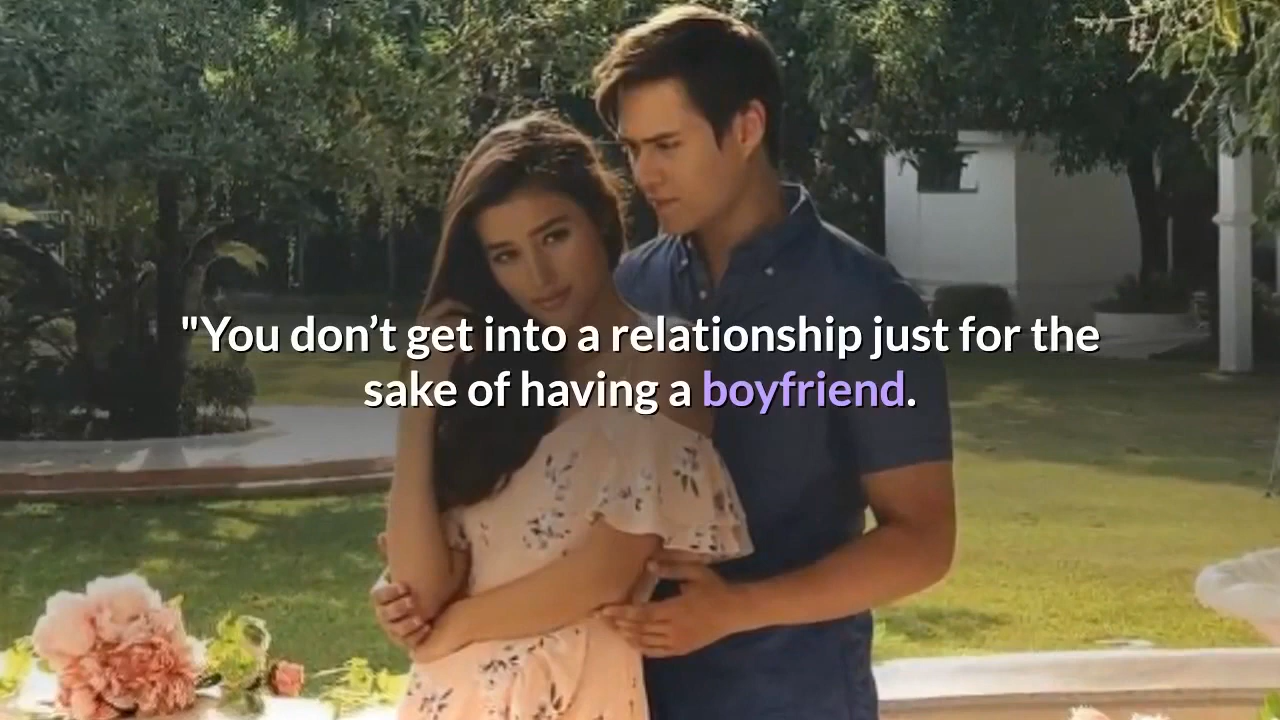 "You don’t get into a relationship just for the
sake of having a boyfriend.